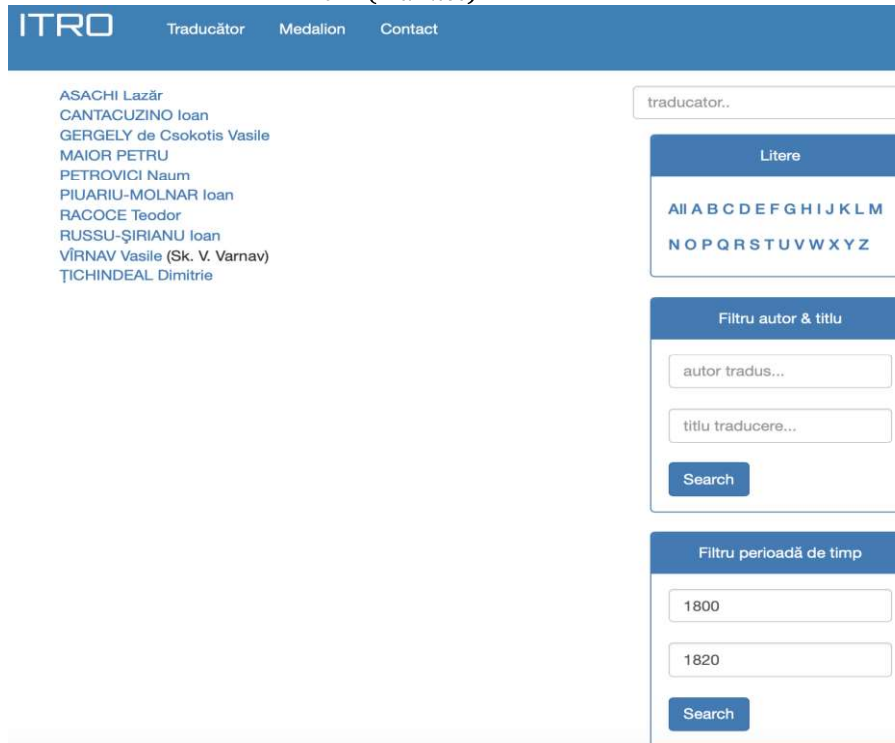 ITRO Traducător Medalion Contact
ASACHI Lazăr
CANTACUZINO Ioan
GERGELY de Csokotis Vasile
MAIOR PETRU
PETROVICI Naum
PIUARIU-MOLNAR Ioan
RACOCE Teodor
RUSSU-ŞIRIANU Ioan
VÎRNAV Vasile (Sk. V. Varnav)
ȚICHINDEAL Dimitrie
traducator..
Litere
All A B C D E F G H I J K L M
N O P Q R S T U V W X Y Z
Filtru autor & titlu
autor tradus...
titlu traducere...
Search
Filtru perioadă de timp
1800
1820
Search